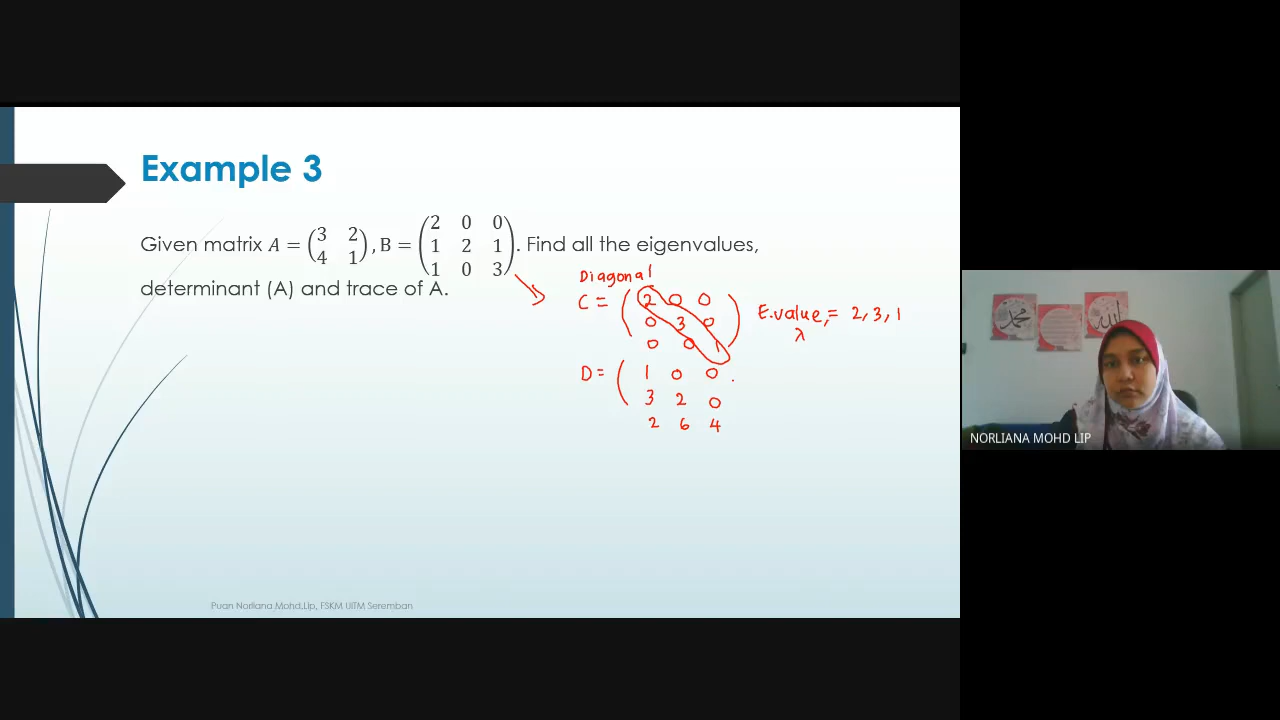 Example 3
Given matrix A = (3 2 4 1), B = (2 0 0 1 2 1 1 0 3). Find all the eigenvalues,
determinant (A) and trace of A.
Diagonal
C = ( 2 0 0
0 3 0
0 0 1 )
E.value, = 2, 3, 1
λ
D = ( 1 0 0
3 2 0
2 6 4
Puan Norliana Mohd Lip, FSKM UiTM Seremban
NORLIANA MOHD LIP